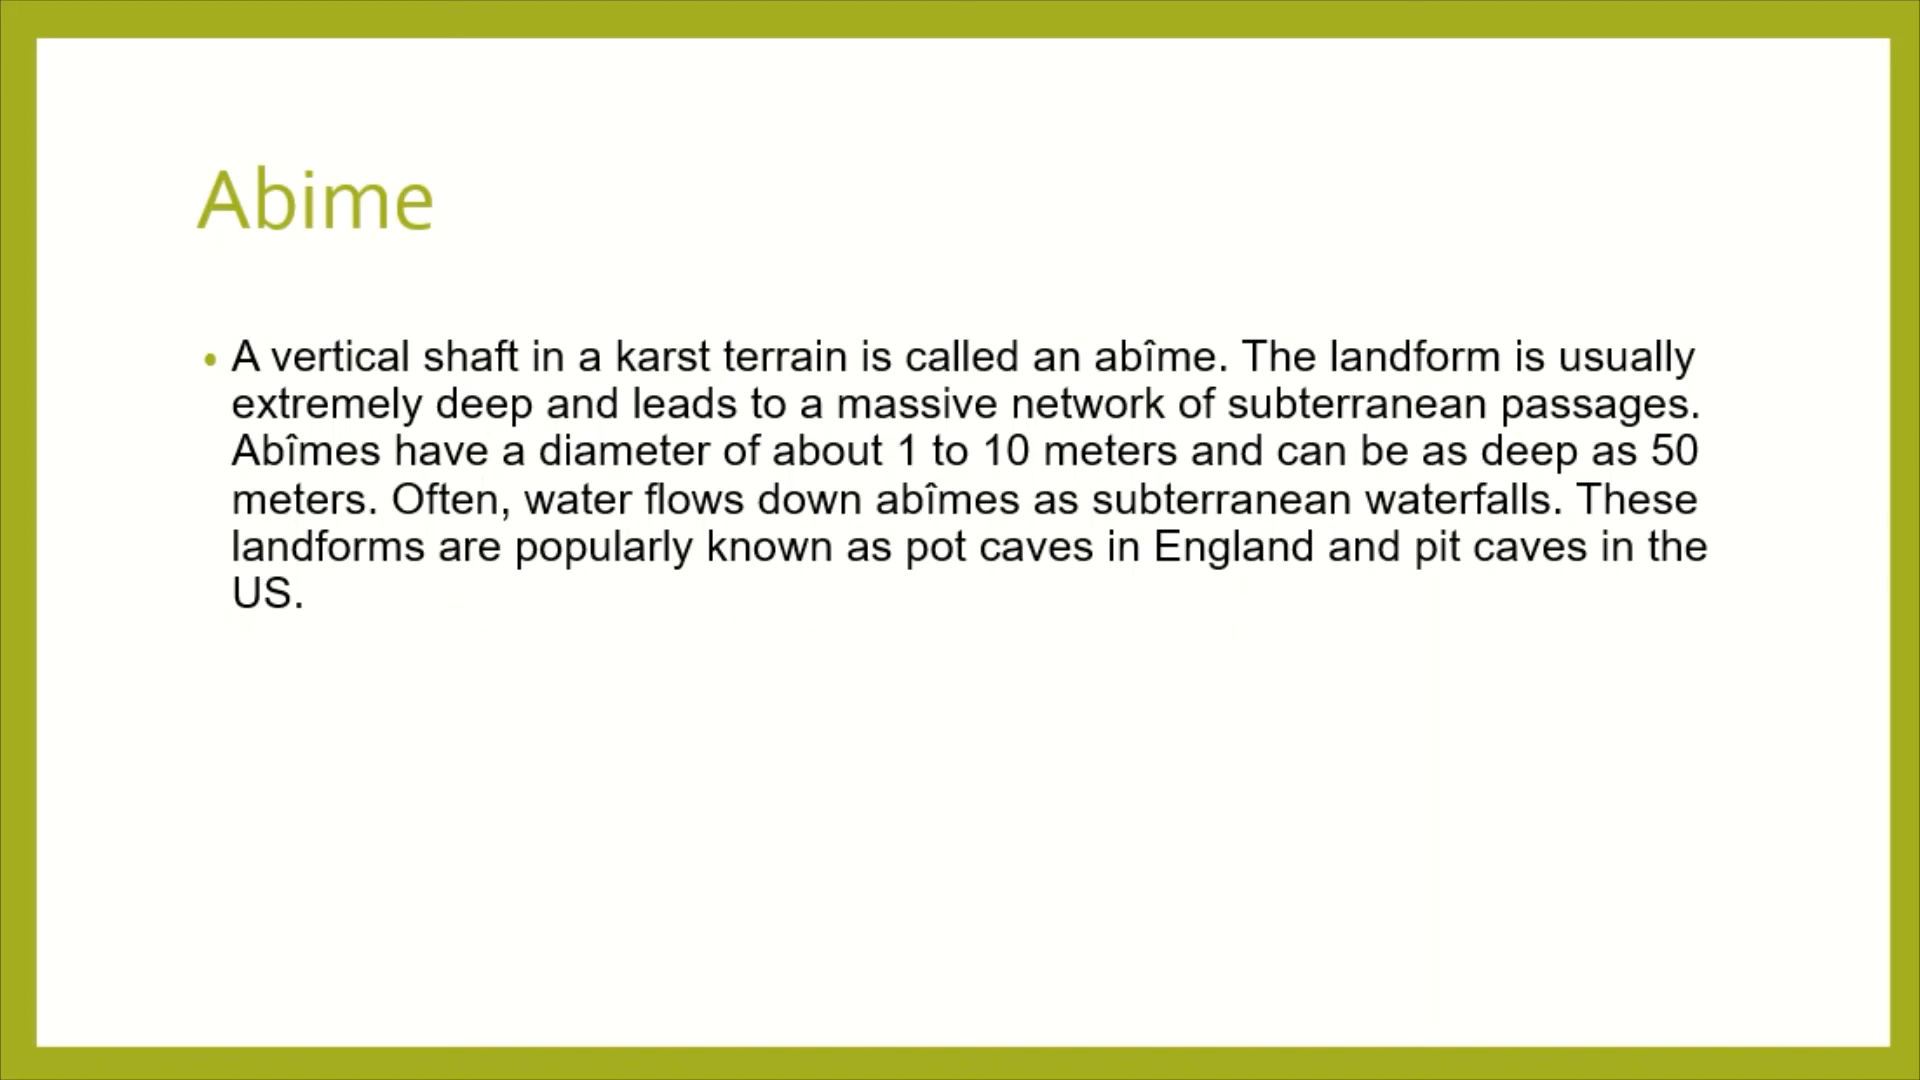 Abime
• A vertical shaft in a karst terrain is called an abîme. The landform is usually
extremely deep and leads to a massive network of subterranean passages.
Abîmes have a diameter of about 1 to 10 meters and can be as deep as 50
meters. Often, water flows down abîmes as subterranean waterfalls. These
landforms are popularly known as pot caves in England and pit caves in the
US.